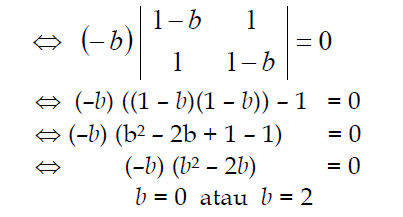 ⇔ (–b) | 1 – b 1 | = 0
| 1 1 – b |
⇔ (–b) ((1 – b)(1 – b)) – 1 = 0
⇔ (–b) (b² – 2b + 1 – 1) = 0
⇔ (–b) (b² – 2b) = 0
b = 0 atau b = 2